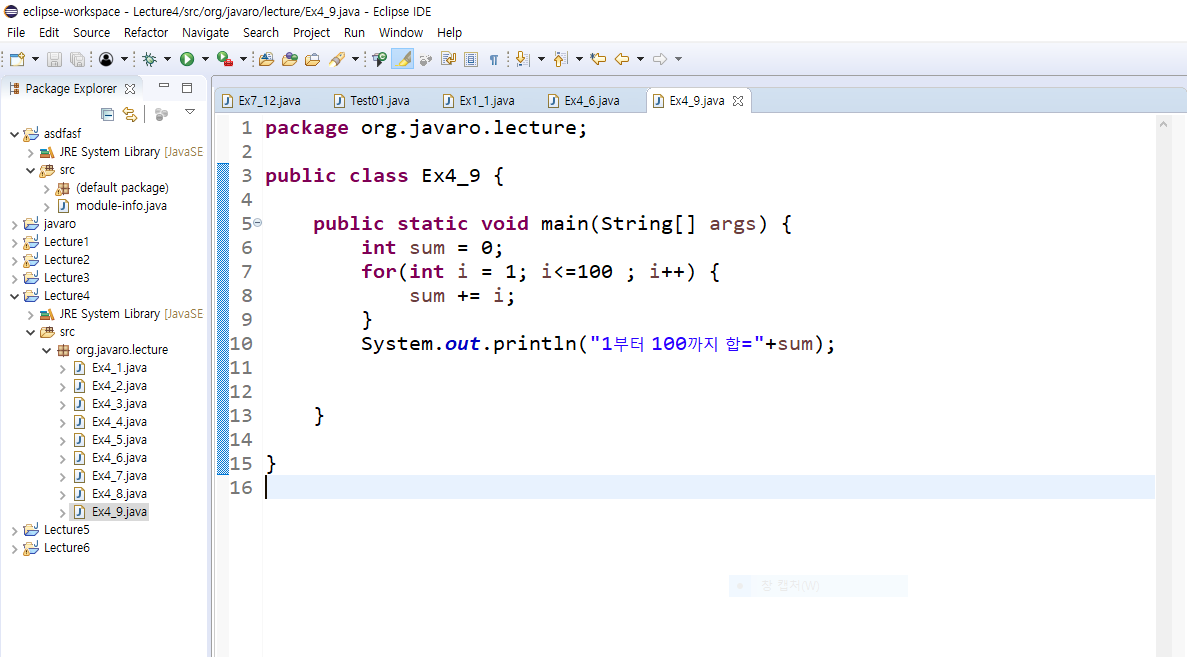 eclipse-workspace - Lecture4/src/org/javaro/lecture/Ex4_9.java - Eclipse IDE
File Edit Source Refactor Navigate Search Project Run Window Help
Package Explorer
asdfasf
JRE System Library [JavaSE
src
(default package)
module-info.java
javaro
Lecture1
Lecture2
Lecture3
Lecture4
JRE System Library [JavaSE
src
org.javaro.lecture
Ex4_1.java
Ex4_2.java
Ex4_3.java
Ex4_4.java
Ex4_5.java
Ex4_6.java
Ex4_7.java
Ex4_8.java
Ex4_9.java
Lecture5
Lecture6
Ex7_12.java Test01.java Ex1_1.java Ex4_6.java Ex4_9.java
1 package org.javaro.lecture;
2
3 public class Ex4_9 {
4
5 public static void main(String[] args) {
6 int sum = 0;
7 for(int i = 1; i<=100 ; i++) {
8 sum += i;
9 }
10 System.out.println("1부터 100까지 합="+sum);
11
12
13 }
14
15 }
16
창 캡처(W)